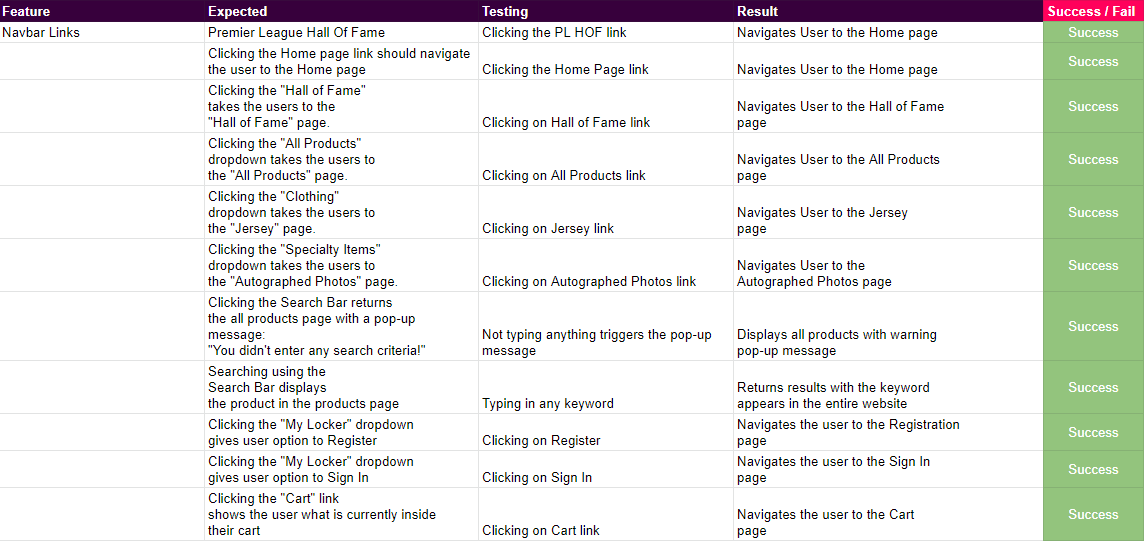 Feature Expected Testing Result Success / Fail
Navbar Links Premier League Hall Of Fame Clicking the PL HOF link Navigates User to the Home page Success
Clicking the Home page link should navigate
the user to the Home page Clicking the Home Page link Navigates User to the Home page Success
Clicking the "Hall of Fame"
takes the users to the
"Hall of Fame" page. Clicking on Hall of Fame link Navigates User to the Hall of Fame
page Success
Clicking the "All Products"
dropdown takes the users to
the "All Products" page. Clicking on All Products link Navigates User to the All Products
page Success
Clicking the "Clothing"
dropdown takes the users to
the "Jersey" page. Clicking on Jersey link Navigates User to the Jersey
page Success
Clicking the "Specialty Items"
dropdown takes the users to
the "Autographed Photos" page. Clicking on Autographed Photos link Navigates User to the
Autographed Photos page Success
Clicking the Search Bar returns
the all products page with a pop-up
message:
"You didn't enter any search criteria!" Not typing anything triggers the pop-up
message Displays all products with warning
pop-up message Success
Searching using the
Search Bar displays
the product in the products page Typing in any keyword Returns results with the keyword
appears in the entire website Success
Clicking the "My Locker" dropdown
gives user option to Register Clicking on Register Navigates the user to the Registration
page Success
Clicking the "My Locker" dropdown
gives user option to Sign In Clicking on Sign In Navigates the user to the Sign In
page Success
Clicking the "Cart" link
shows the user what is currently inside
their cart Clicking on Cart link Navigates the user to the Cart
page Success